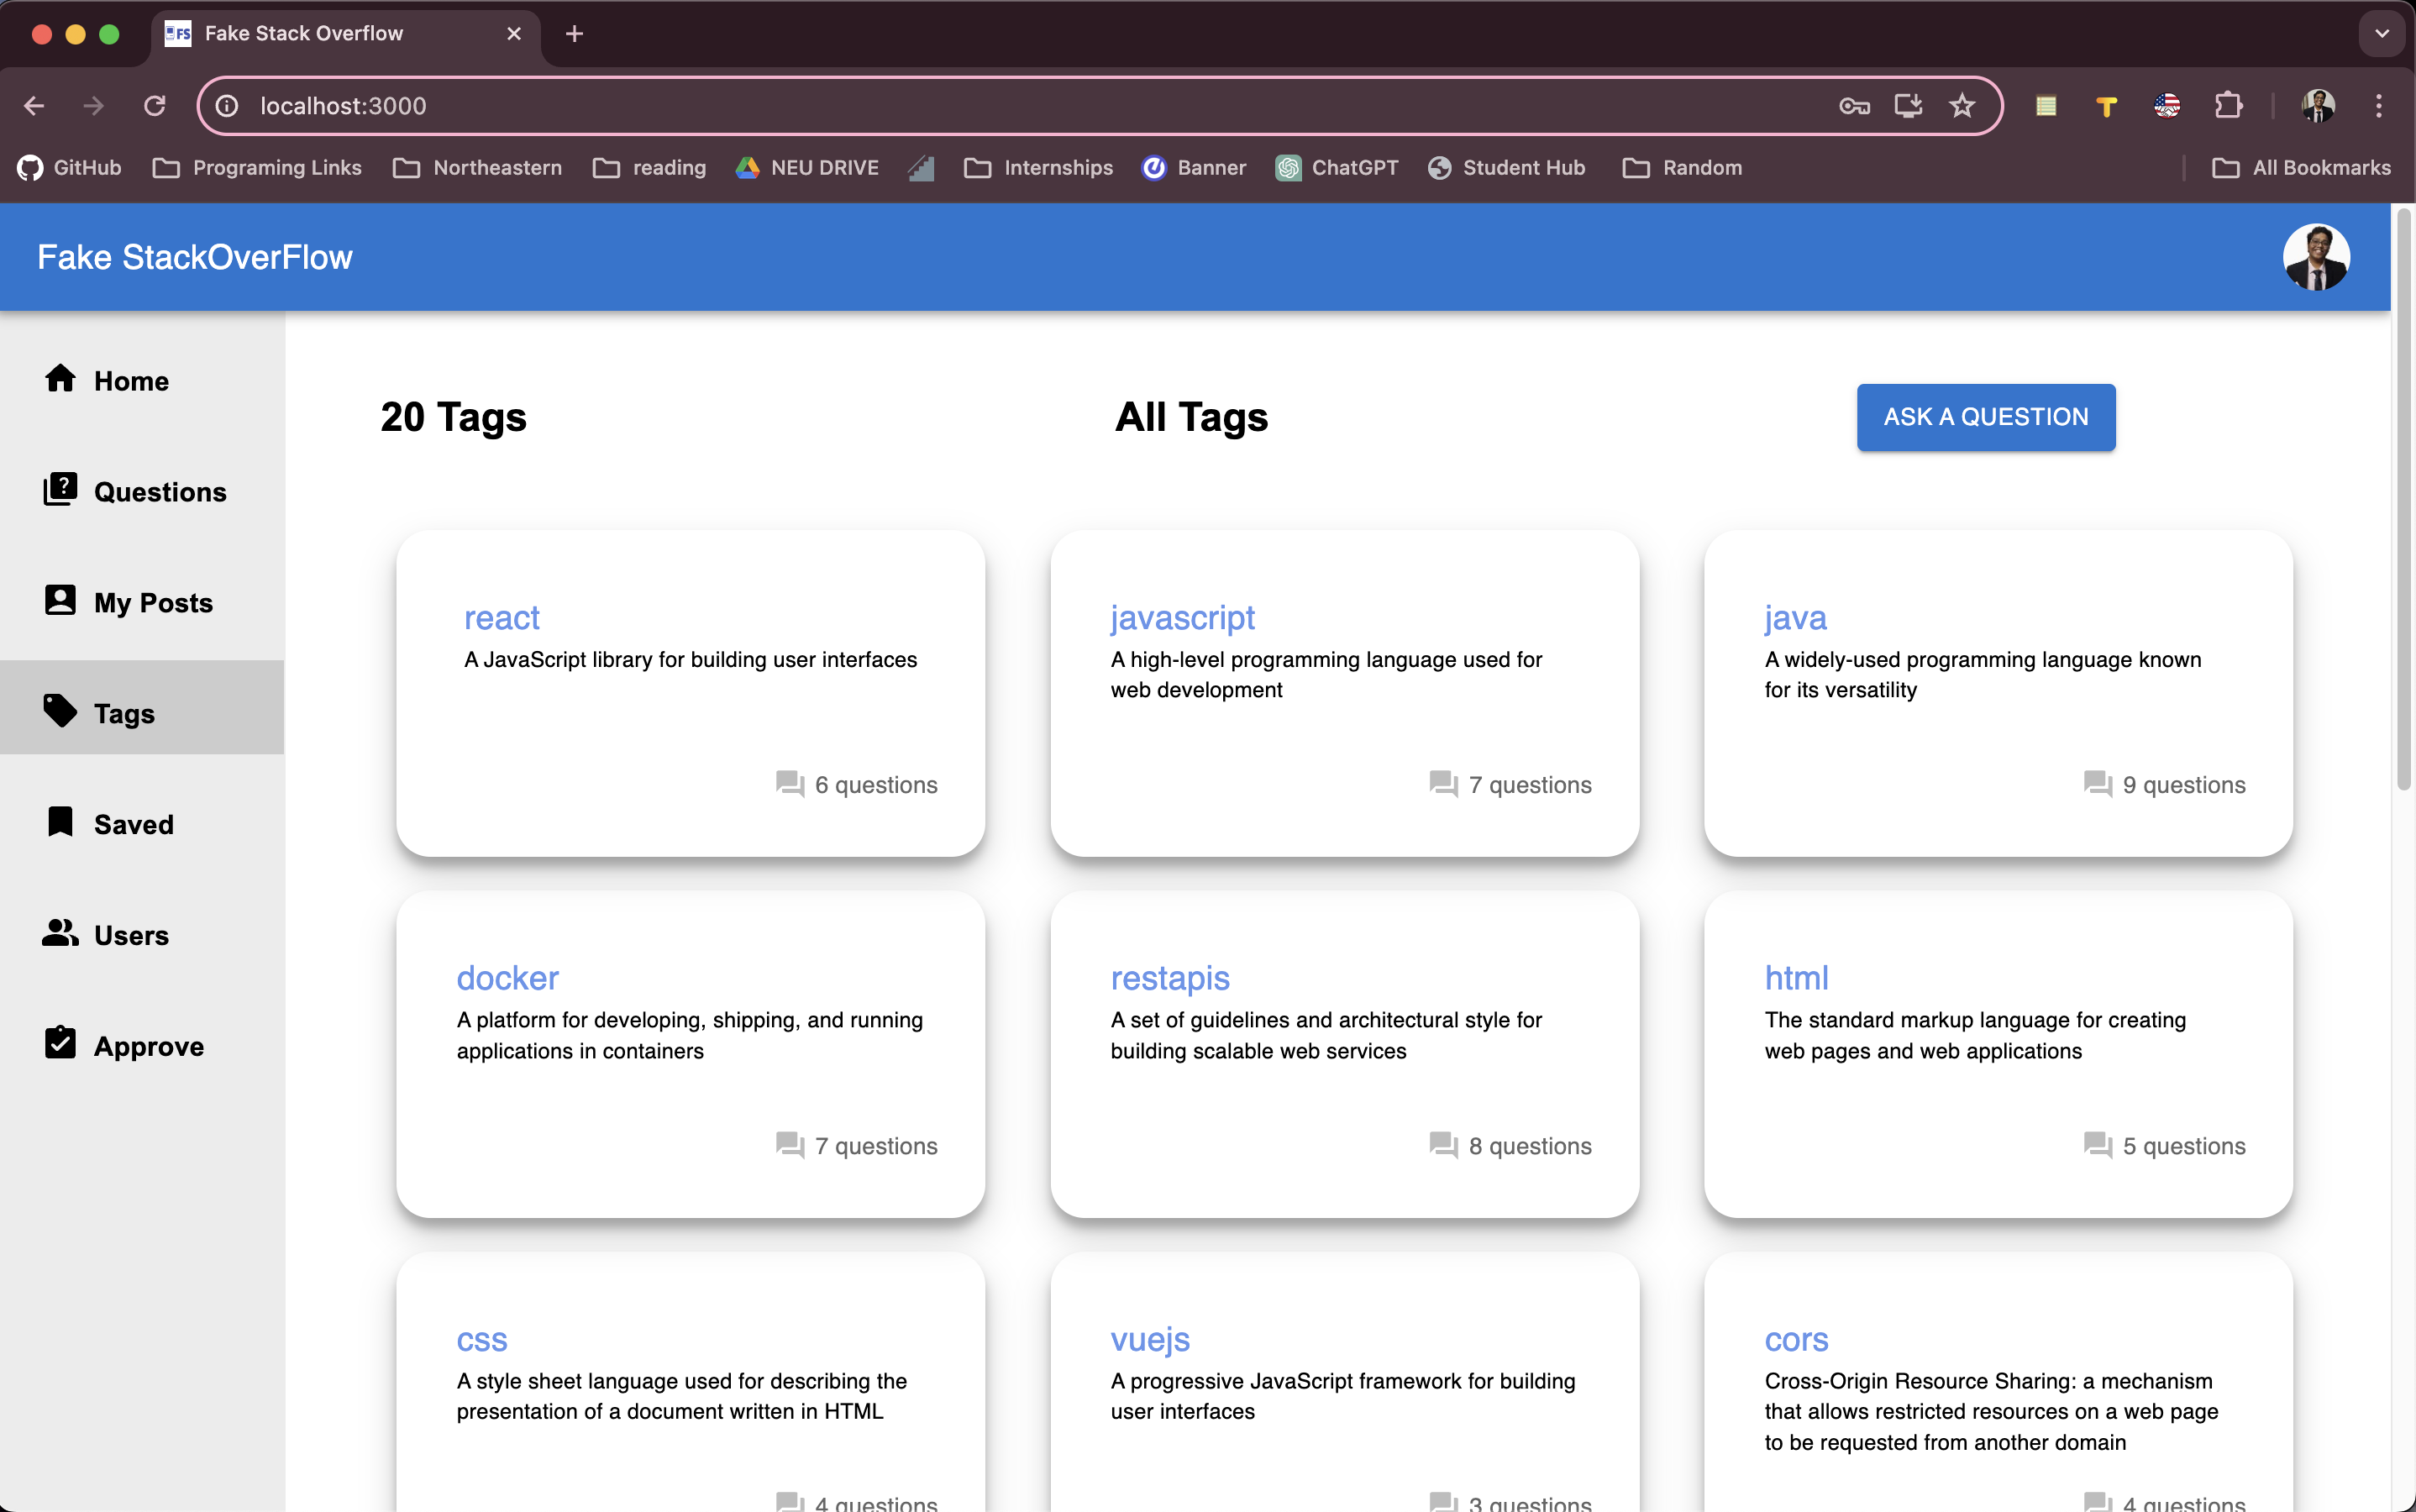 FS Fake Stack Overflow
localhost:3000
GitHub Programing Links Northeastern reading NEU DRIVE Internships Banner ChatGPT Student Hub Random All Bookmarks
Fake StackOverFlow
Home
Questions
My Posts
Tags
Saved
Users
Approve
20 Tags
All Tags
ASK A QUESTION
react
A JavaScript library for building user interfaces
6 questions
javascript
A high-level programming language used for
web development
7 questions
java
A widely-used programming language known
for its versatility
9 questions
docker
A platform for developing, shipping, and running
applications in containers
7 questions
restapis
A set of guidelines and architectural style for
building scalable web services
8 questions
html
The standard markup language for creating
web pages and web applications
5 questions
css
A style sheet language used for describing the
presentation of a document written in HTML
4 questions
vuejs
A progressive JavaScript framework for building
user interfaces
3 questions
cors
Cross-Origin Resource Sharing: a mechanism
that allows restricted resources on a web page
to be requested from another domain
4 questions